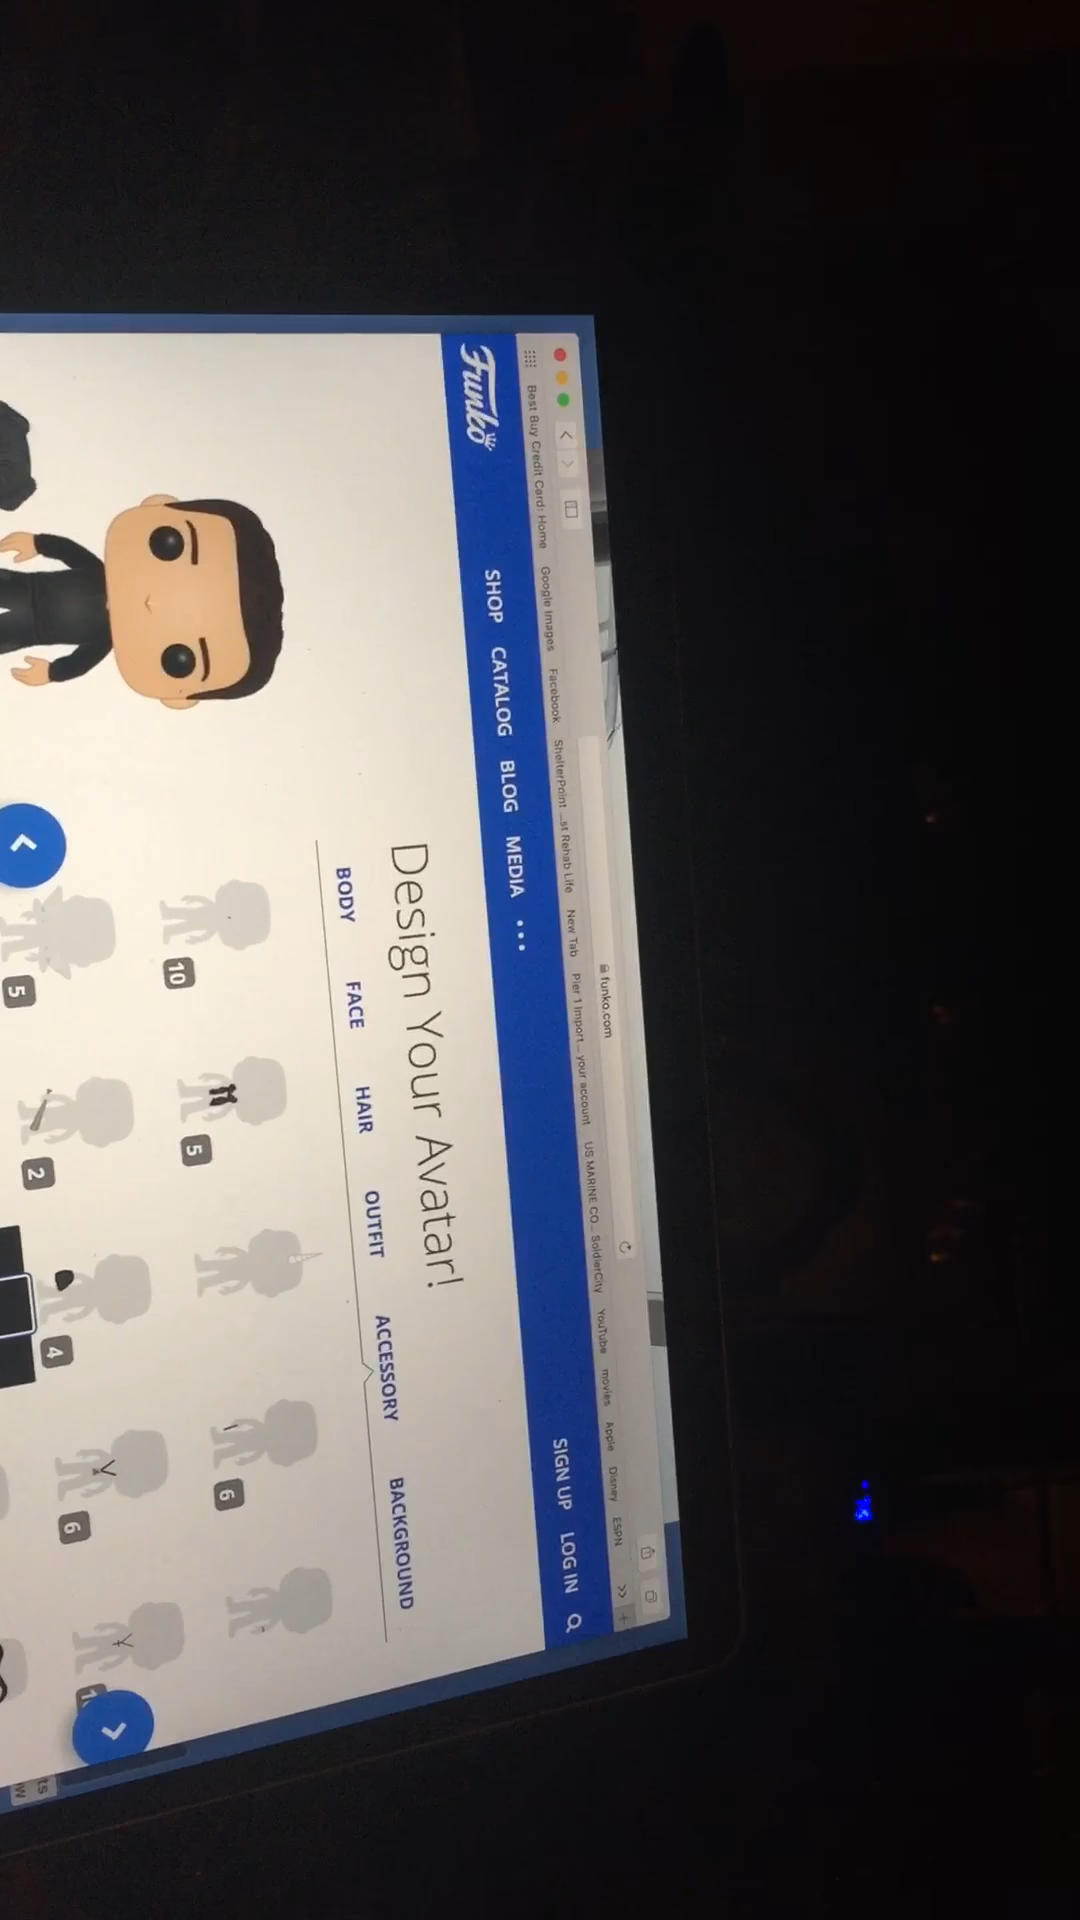 funko.com
Best Buy Credit Card: Home Google Images Facebook ShelterPoint ...st Rehab Life New Tab Pier 1 Import... your account US MARINE CO... SoldierCity YouTube movies Apple Disney ESPN >>
Funko SHOP CATALOG BLOG MEDIA ... SIGN UP LOG IN
Design Your Avatar!
BODY FACE HAIR OUTFIT ACCESSORY BACKGROUND
10 5 6
5 2 4 6